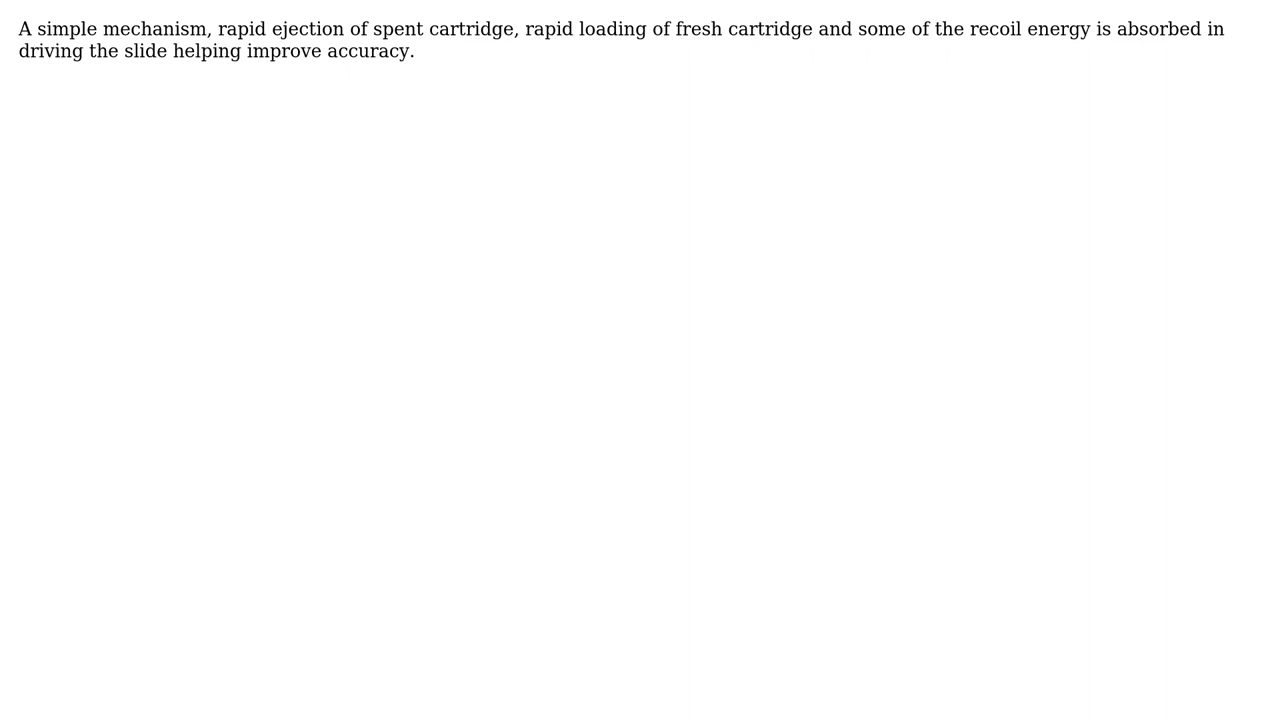 A simple mechanism, rapid ejection of spent cartridge, rapid loading of fresh cartridge and some of the recoil energy is absorbed in
driving the slide helping improve accuracy.